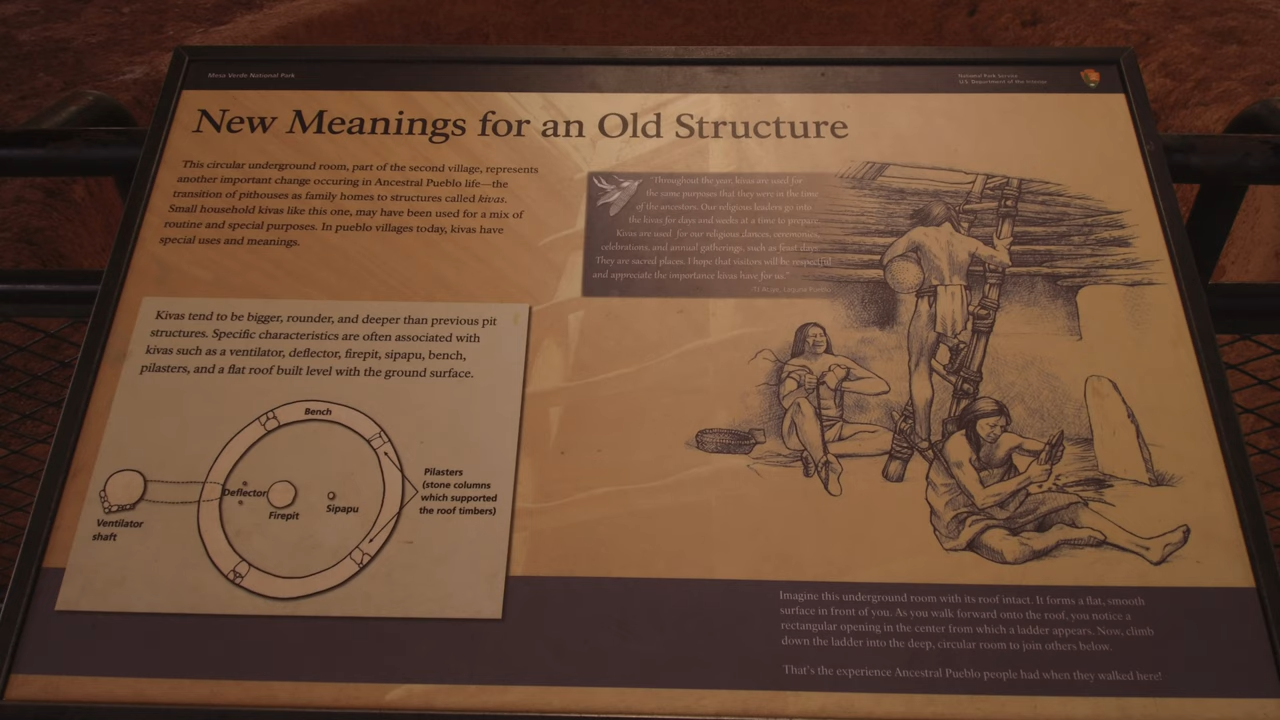 Mesa Verde National Park
National Park Service
U.S. Department of the Interior
New Meanings for an Old Structure
This circular underground room, part of the second village, represents
another important change occuring in Ancestral Pueblo life—the
transition of pithouses as family homes to structures called kivas.
Small household kivas like this one, may have been used for a mix of
routine and special purposes. In pueblo villages today, kivas have
special uses and meanings.
"Throughout the year, kivas are used for
the same purposes that they were in the time
of the ancestors. Our religious leaders go into
the kivas for days and weeks at a time to prepare.
Kivas are used for our religious dances, ceremonies,
celebrations, and annual gatherings, such as feast days.
They are sacred places. I hope that visitors will be respectful
and appreciate the importance kivas have for us."
Laguna Pueblo
Kivas tend to be bigger, rounder, and deeper than previous pit
structures. Specific characteristics are often associated with
kivas such as a ventilator, deflector, firepit, sipapu, bench,
pilasters, and a flat roof built level with the ground surface.
Bench
Pilasters
(stone columns
which supported
the roof timbers)
Deflector
Firepit
Sipapu
Ventilator
shaft
Imagine this underground room with its roof intact. It forms a flat, smooth
surface in front of you. As you walk forward onto the roof, you notice a
rectangular opening in the center from which a ladder appears. Now, climb
down the ladder into the deep, circular room to join others below.
That's the experience Ancestral Pueblo people had when they walked here!